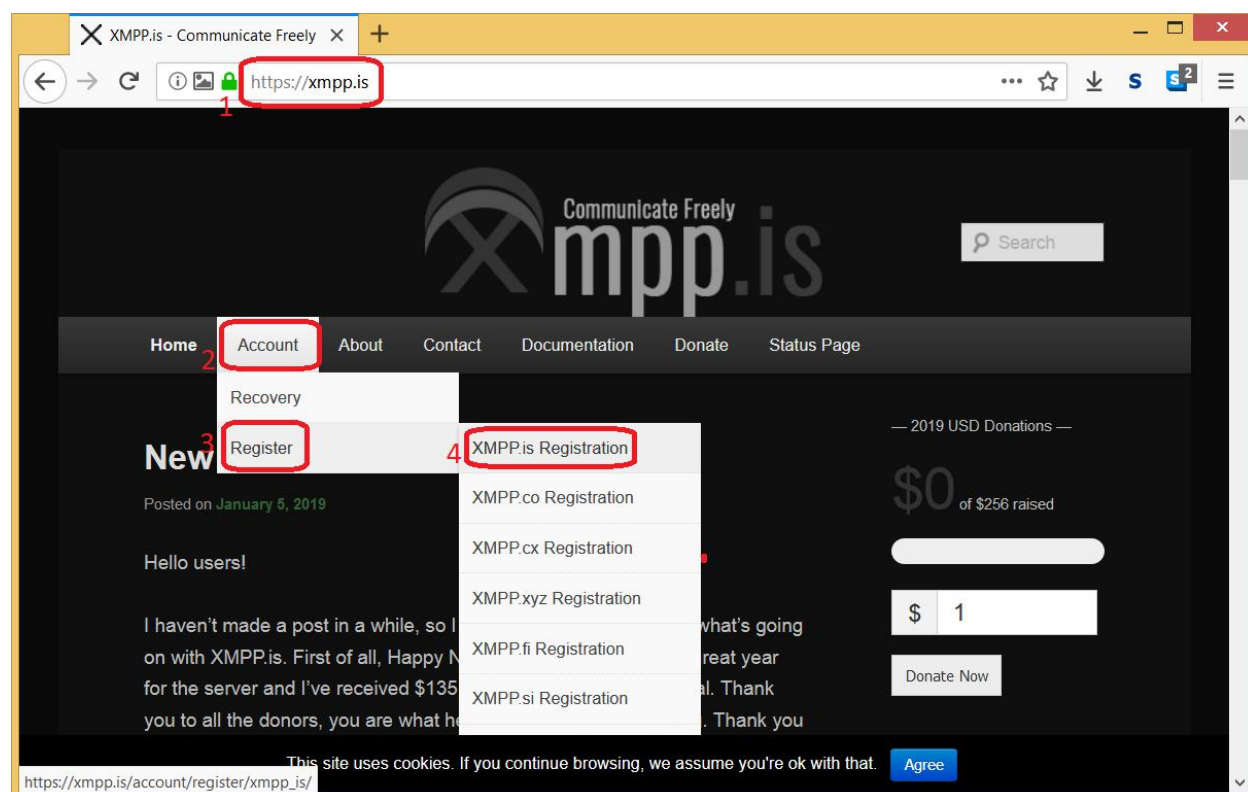 XMPP.is - Communicate Freely
https://xmpp.is
2
1
Communicate Freely
Xmpp.is
Search
Home
Account
About
Contact
Documentation
Donate
Status Page
2
Recovery
Register
3
4
XMPP.is Registration
XMPP.co Registration
XMPP.cx Registration
XMPP.xyz Registration
XMPP.fi Registration
XMPP.si Registration
New
Posted on January 5, 2019
Hello users!
I haven't made a post in a while, so I what's going
on with XMPP.is. First of all, Happy N reat year
for the server and I've received $135 al. Thank
you to all the donors, you are what he . Thank you
— 2019 USD Donations —
$0 of $256 raised
$ 1
Donate Now
This site uses cookies. If you continue browsing, we assume you're ok with that.
Agree
https://xmpp.is/account/register/xmpp_is/